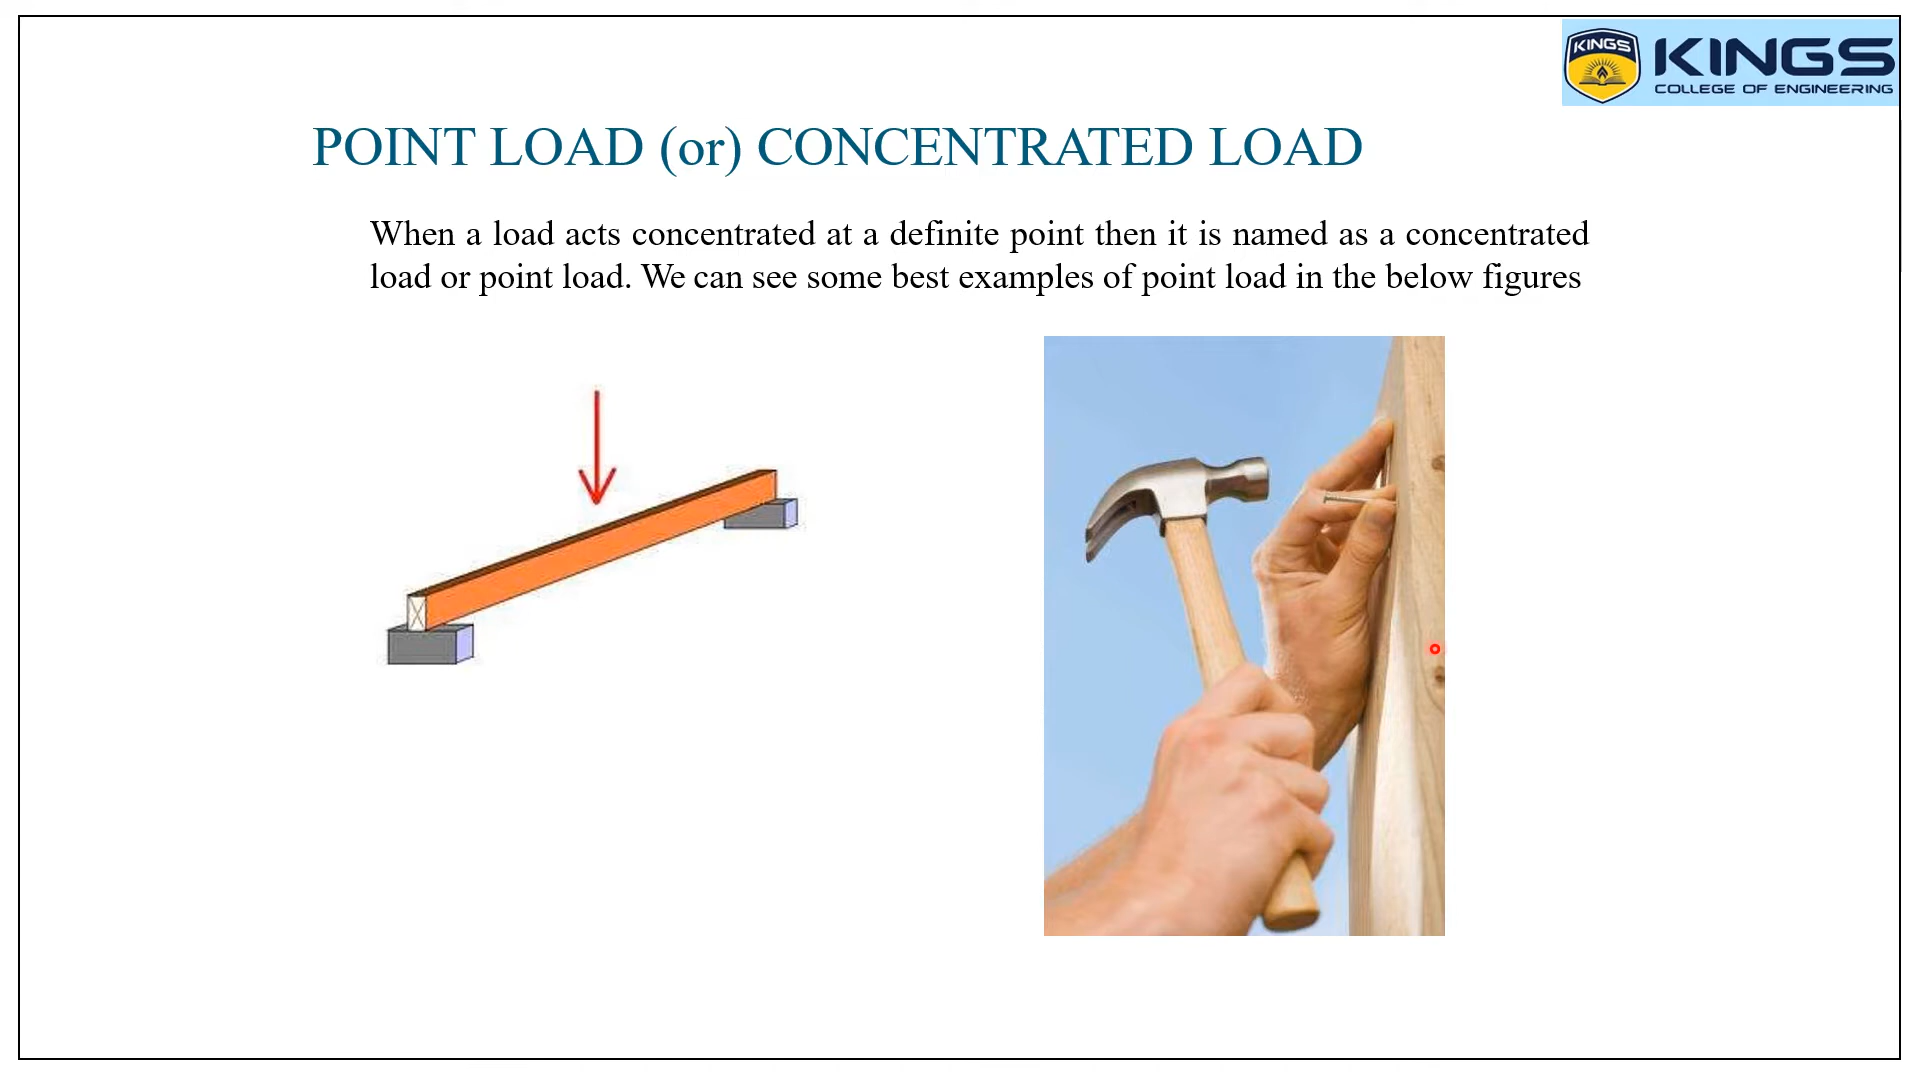 KINGS
KINGS
COLLEGE OF ENGINEERING
POINT LOAD (or) CONCENTRATED LOAD
When a load acts concentrated at a definite point then it is named as a concentrated
load or point load. We can see some best examples of point load in the below figures